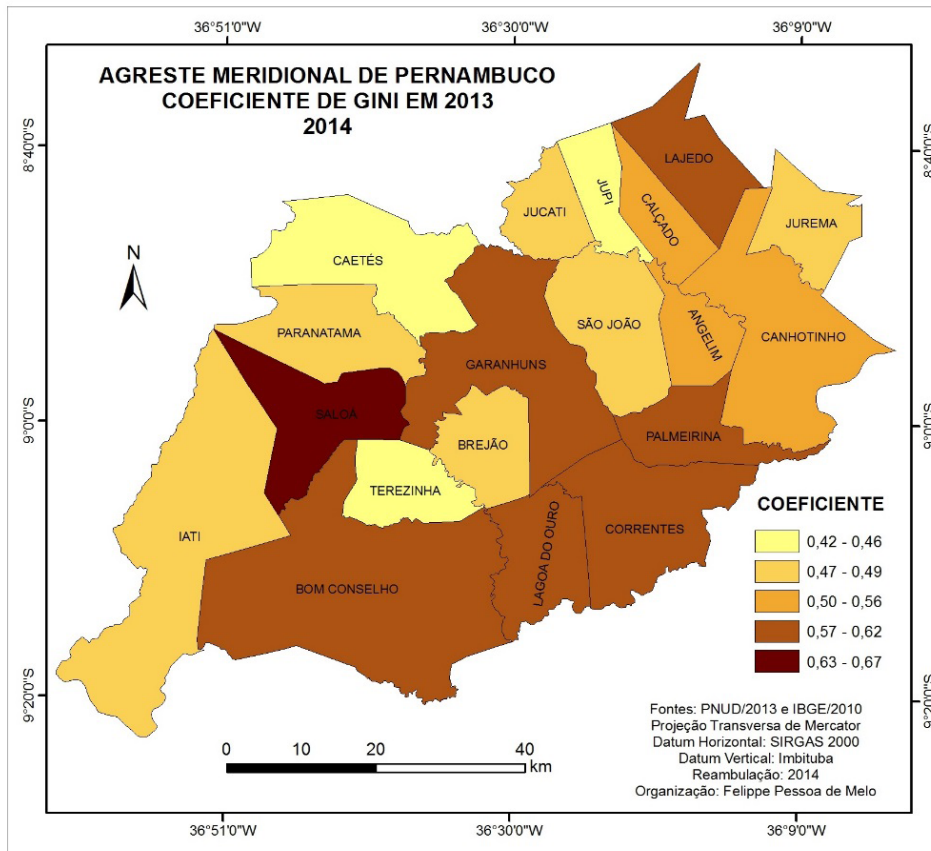 36°51'0"W 36°30'0"W 36°9'0"W
AGRESTE MERIDIONAL DE PERNAMBUCO
COEFICIENTE DE GINI EM 2013
2014
8°40'0"S
8°40'0"S
N
LAJEDO
JUPI
JUCATI
CALÇADO
JUREMA
CAETÉS
PARANATAMA
SÃO JOÃO
ANGELIM
CANHOTINHO
GARANHUNS
SALOÁ
9°0'0"S
9°0'0"S
BREJÃO
PALMEIRINA
TEREZINHA
IATI
LAGOA DO OURO
CORRENTES
BOM CONSELHO
COEFICIENTE
0,42 - 0,46
0,47 - 0,49
0,50 - 0,56
0,57 - 0,62
0,63 - 0,67
9°20'0"S
9°20'0"S
Fontes: PNUD/2013 e IBGE/2010
Projeção Transversa de Mercator
Datum Horizontal: SIRGAS 2000
Datum Vertical: Imbituba
Reambulação: 2014
Organização: Felippe Pessoa de Melo
0 10 20 40
km
36°51'0"W 36°30'0"W 36°9'0"W